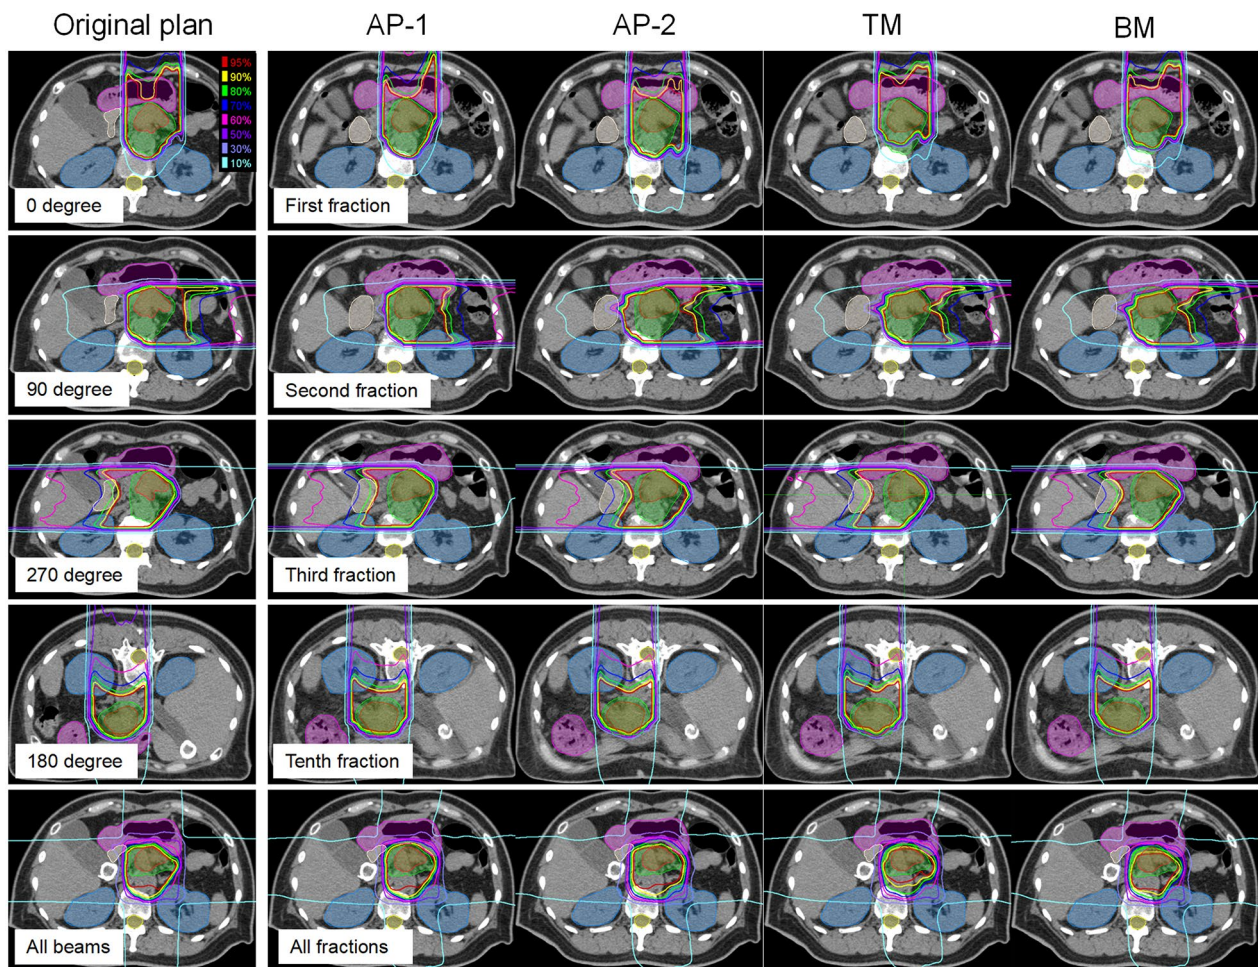 Original plan AP-1 AP-2 TM BM
95%
90%
80%
70%
60%
50%
30%
10%
0 degree First fraction
90 degree Second fraction
270 degree Third fraction
180 degree Tenth fraction
All beams All fractions